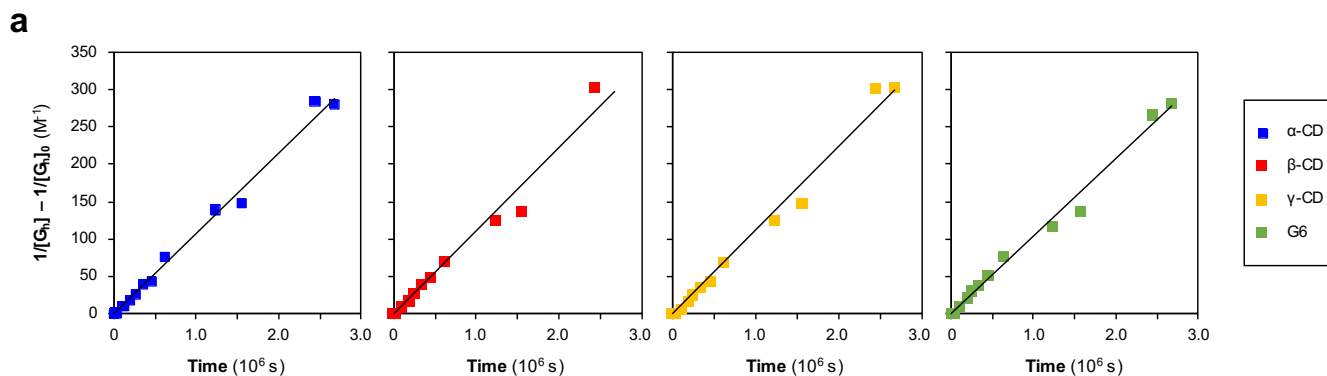 a
1/[Gₕ] − 1/[Gₕ]₀ (M⁻¹)
350
300
250
200
150
100
50
0
0 1.0 2.0 3.0
0 1.0 2.0 3.0
0 1.0 2.0 3.0
0 1.0 2.0 3.0
Time (10⁶ s)
Time (10⁶ s)
Time (10⁶ s)
Time (10⁶ s)
α-CD
β-CD
γ-CD
G6